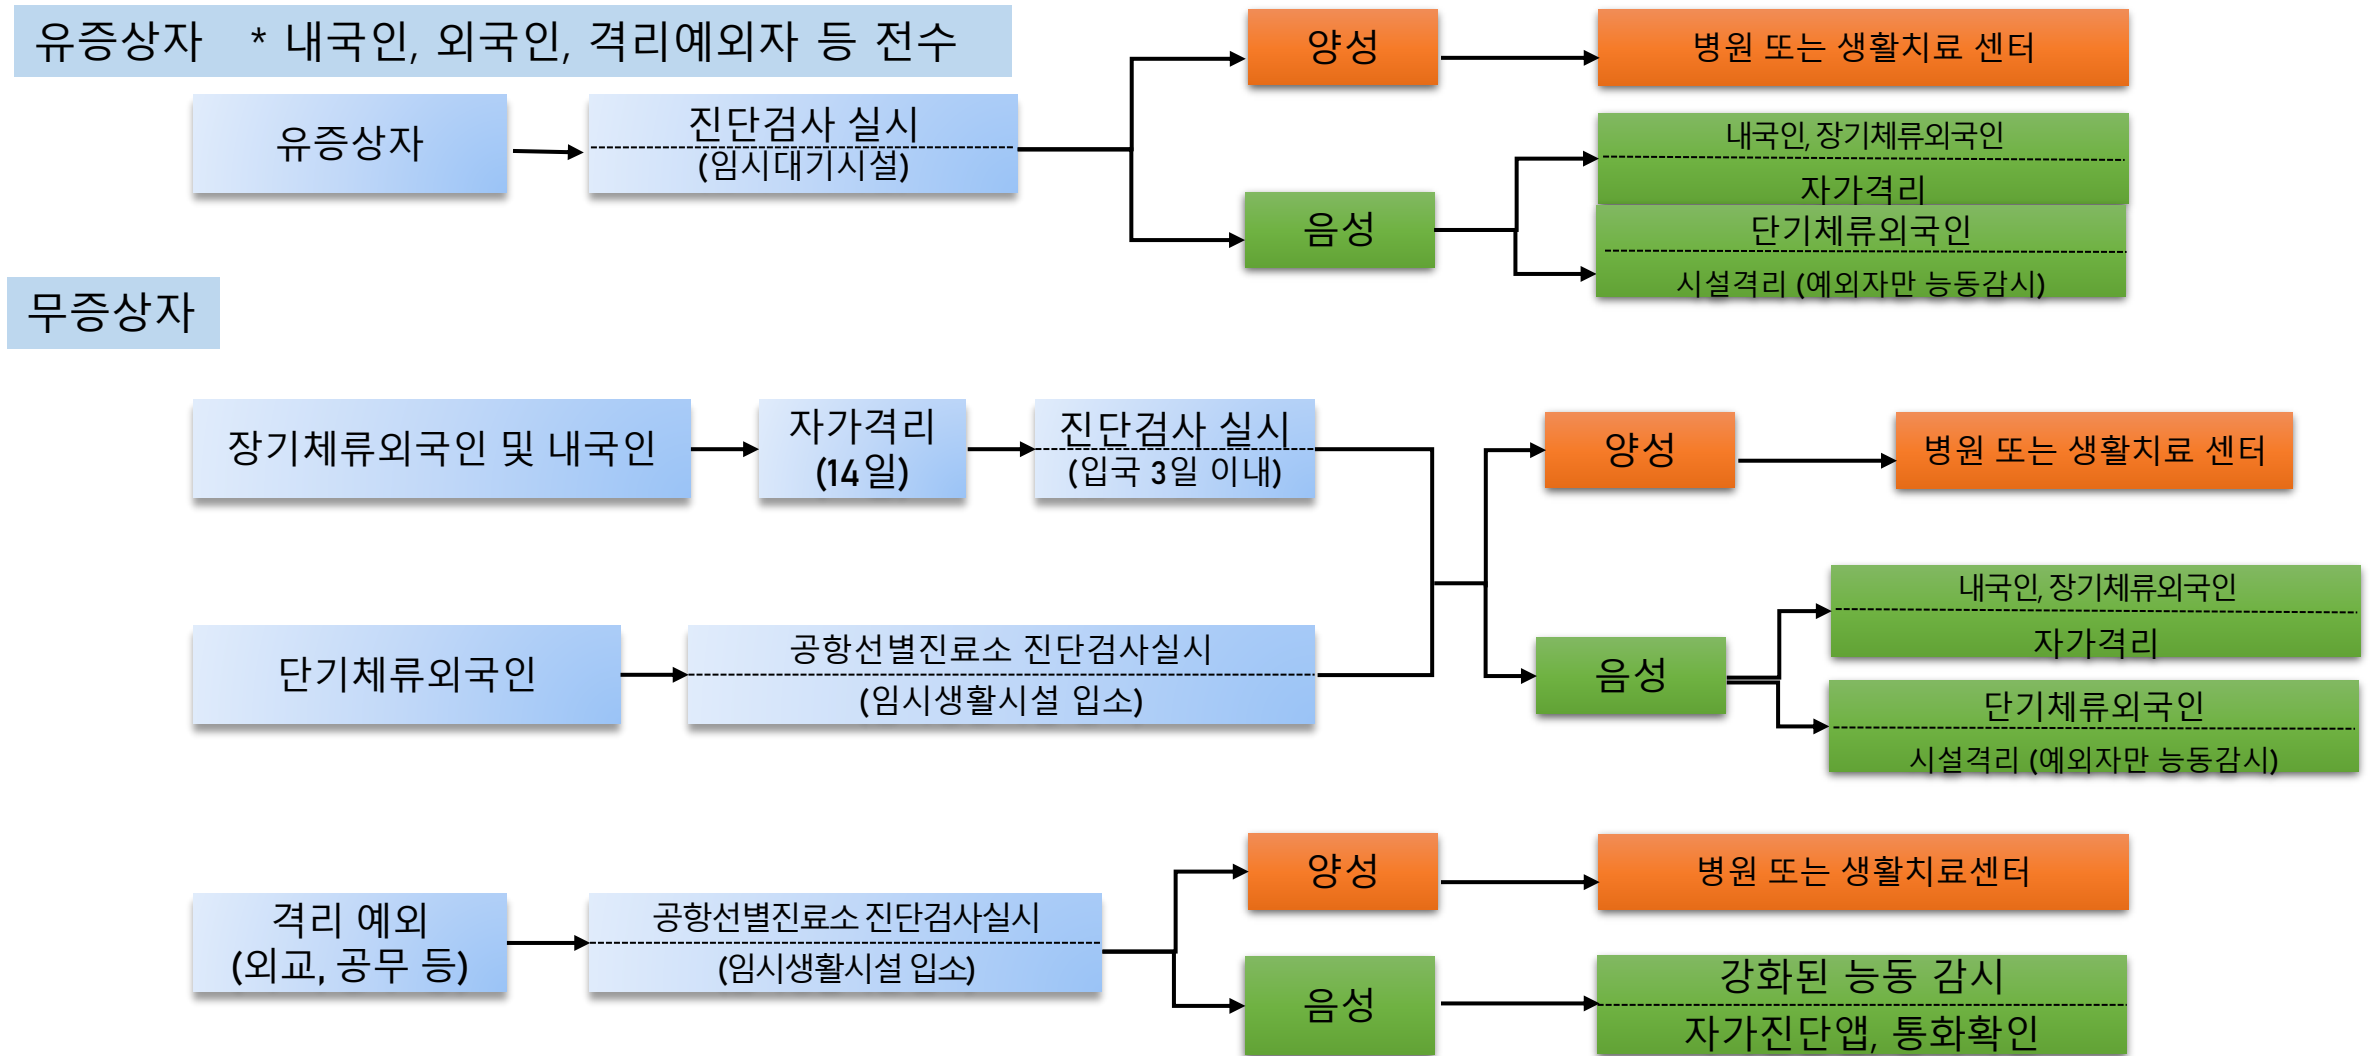 유증상자 * 내국인, 외국인, 격리예외자 등 전수
유증상자
진단검사 실시
(임시대기시설)
양성
병원 또는 생활치료 센터
음성
내국인, 장기체류외국인
자가격리
단기체류외국인
시설격리 (예외자만 능동감시)
무증상자
장기체류외국인 및 내국인
자가격리
(14일)
진단검사 실시
(입국 3일 이내)
단기체류외국인
공항선별진료소 진단검사실시
(임시생활시설 입소)
양성
병원 또는 생활치료 센터
음성
내국인, 장기체류외국인
자가격리
단기체류외국인
시설격리 (예외자만 능동감시)
격리 예외
(외교, 공무 등)
공항선별진료소 진단검사실시
(임시생활시설 입소)
양성
병원 또는 생활치료센터
음성
강화된 능동 감시
자가진단앱, 통화확인